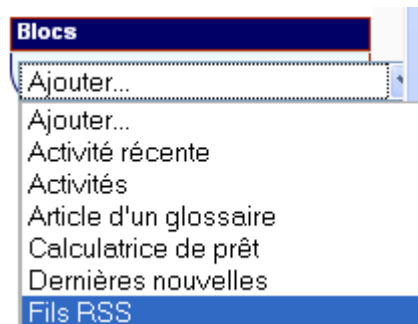 Blocs
Ajouter...
Ajouter...
Activité récente
Activités
Article d'un glossaire
Calculatrice de prêt
Dernières nouvelles
Fils RSS